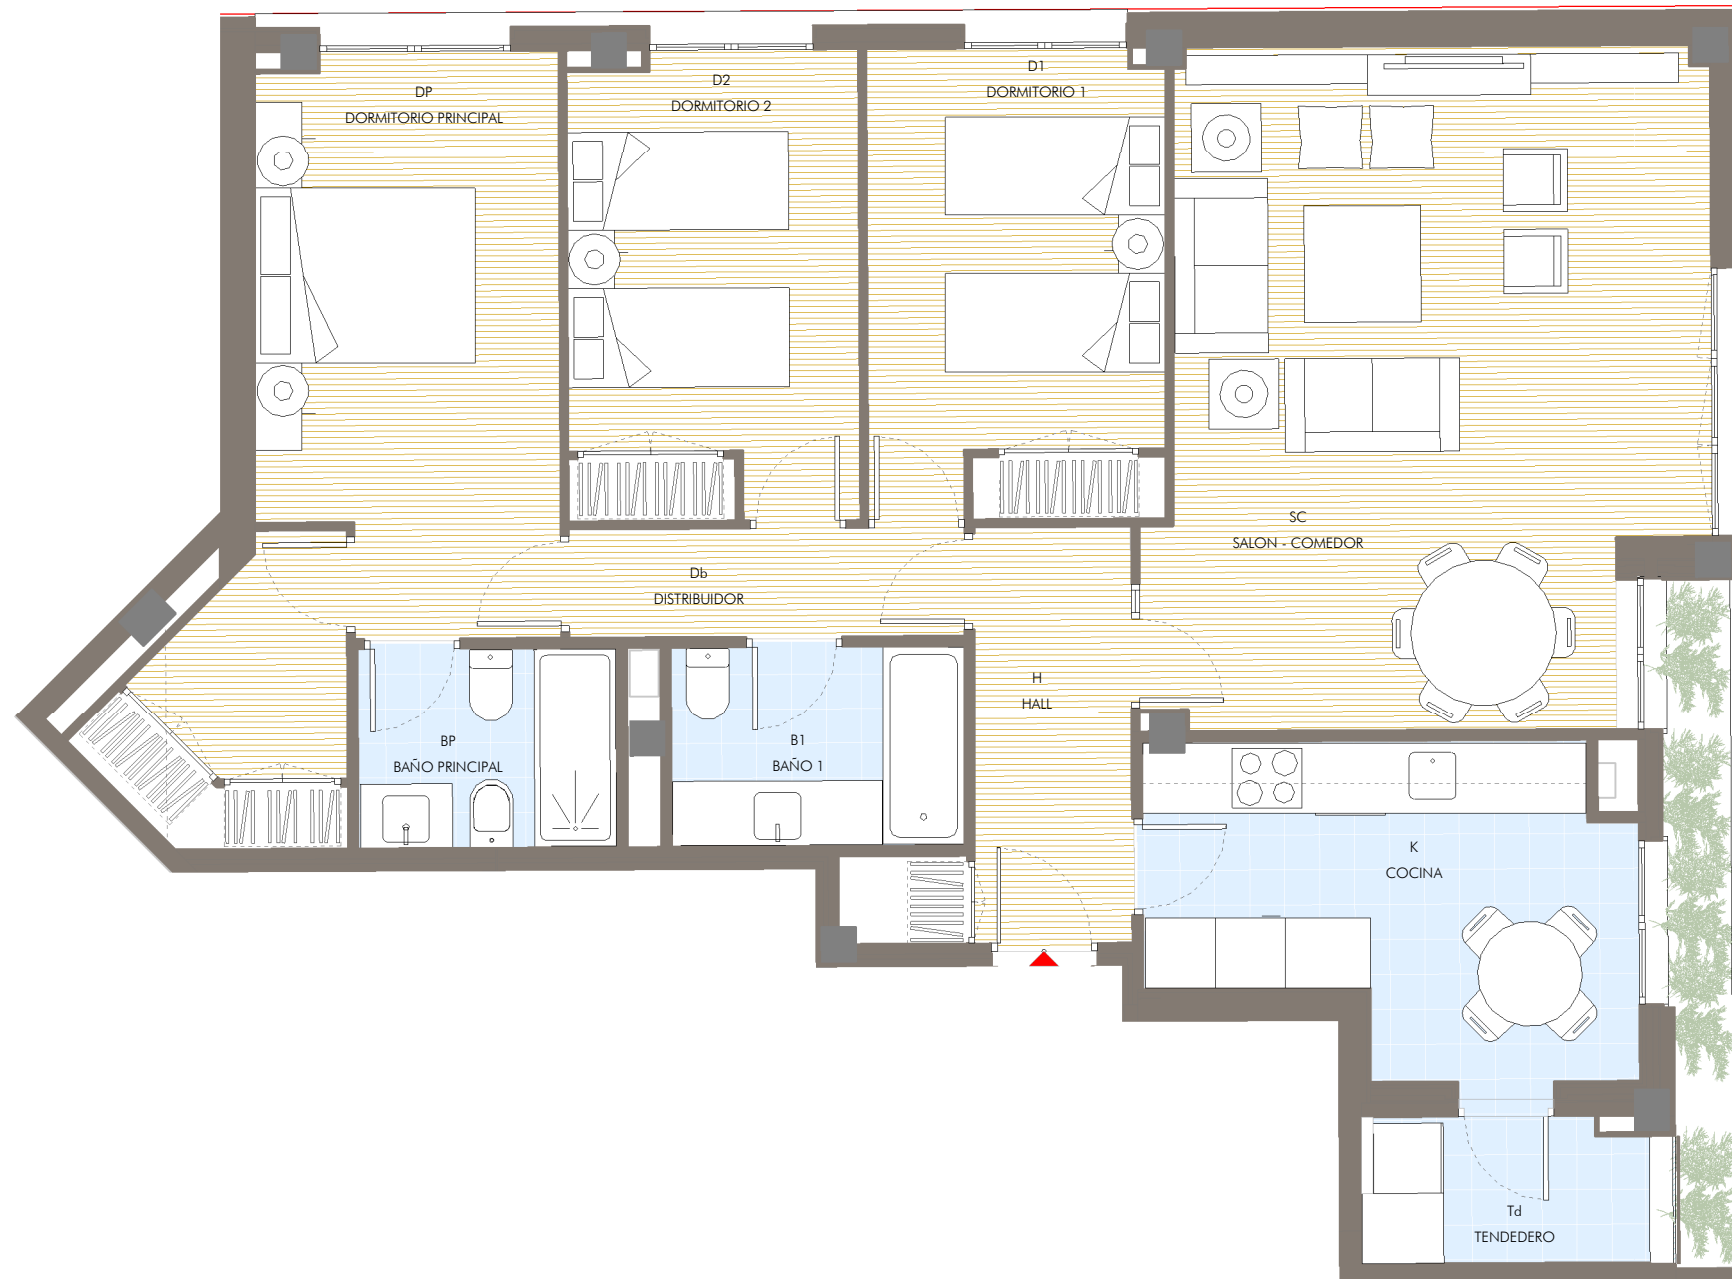 DP
DORMITORIO PRINCIPAL
D2
DORMITORIO 2
D1
DORMITORIO 1
SC
SALON - COMEDOR
Db
DISTRIBUIDOR
H
HALL
BP
BAÑO PRINCIPAL
B1
BAÑO 1
K
COCINA
Td
TENDEDERO